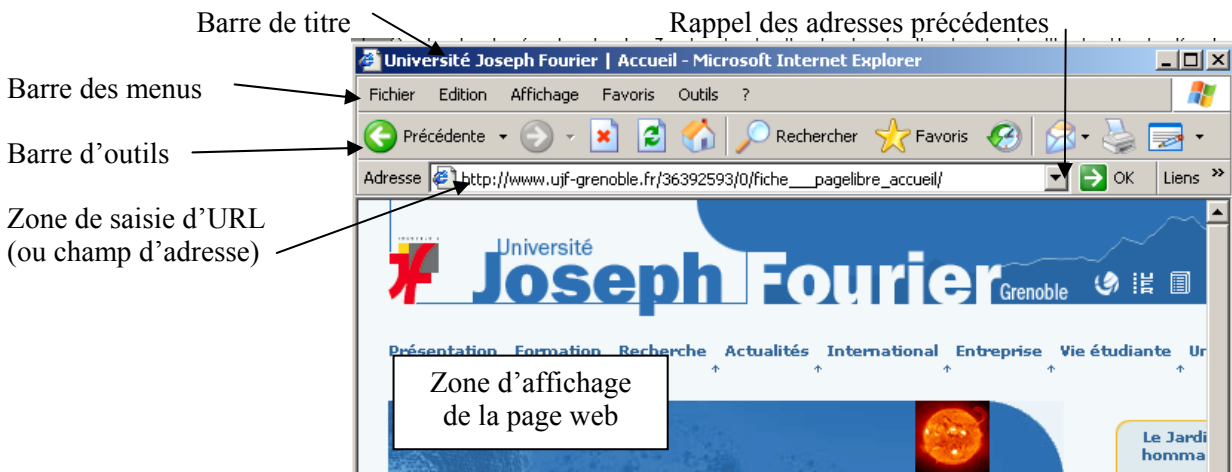 Barre de titre
Rappel des adresses précédentes
Université Joseph Fourier | Accueil - Microsoft Internet Explorer
Barre des menus
Fichier Edition Affichage Favoris Outils ?
Barre d'outils
Précédente Rechercher Favoris
Adresse http://www.ujf-grenoble.fr/36392593/0/fiche___pagelibre_accueil/ OK Liens »
Zone de saisie d'URL
(ou champ d'adresse)
Université
Joseph Fourier Grenoble
Présentation Formation Recherche Actualités International Entreprise Vie étudiante Ur
Zone d'affichage
de la page web
Le Jardi
homma